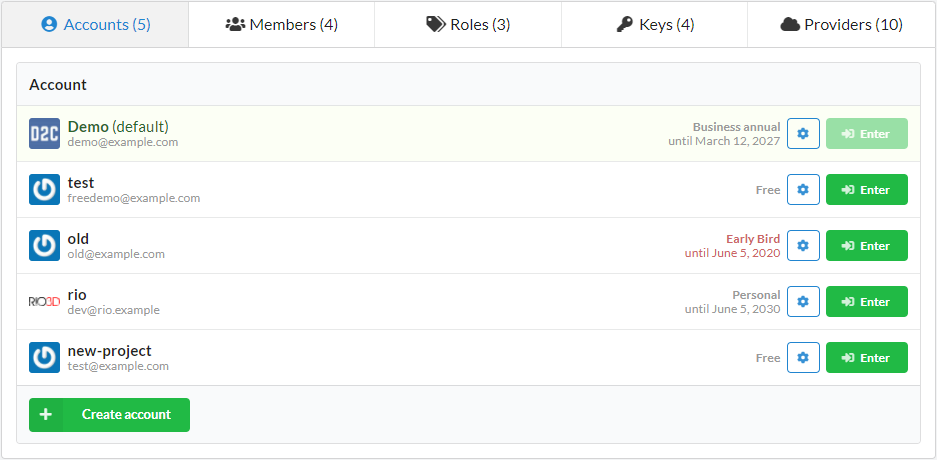 Accounts (5)
Members (4)
Roles (3)
Keys (4)
Providers (10)
Account
D2C
Demo (default)
demo@example.com
Business annual
until March 12, 2027
Enter
test
freedemo@example.com
Free
Enter
old
old@example.com
Early Bird
until June 5, 2020
Enter
RIO3D
rio
dev@rio.example
Personal
until June 5, 2030
Enter
new-project
test@example.com
Free
Enter
Create account